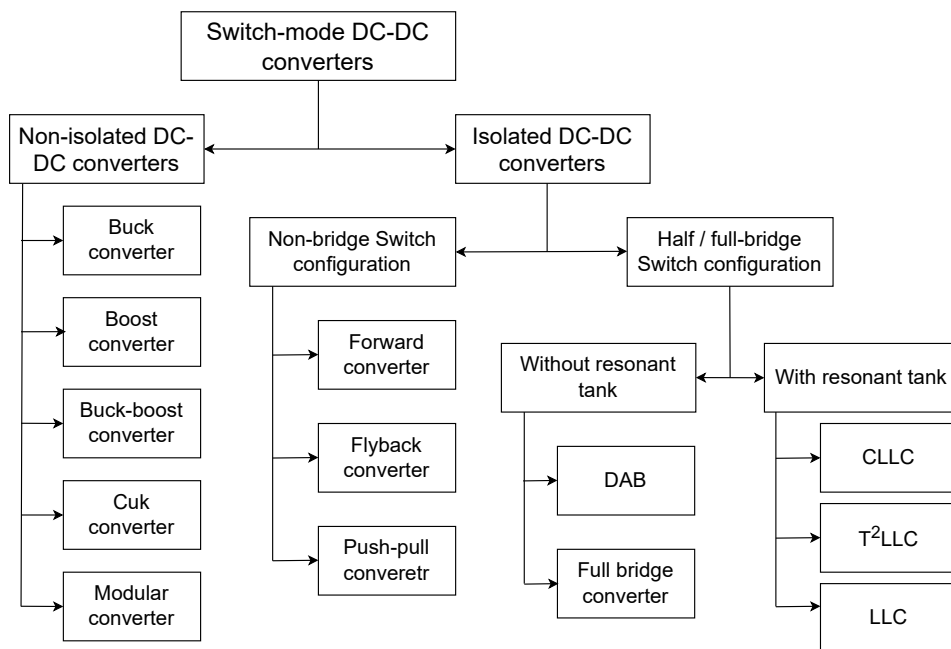 Switch-mode DC-DC
converters
Non-isolated DC-
DC converters
Isolated DC-DC
converters
Buck
converter
Boost
converter
Buck-boost
converter
Cuk
converter
Modular
converter
Non-bridge Switch
configuration
Half / full-bridge
Switch configuration
Forward
converter
Flyback
converter
Push-pull
converetr
Without resonant
tank
With resonant tank
DAB
Full bridge
converter
CLLC
T²LLC
LLC